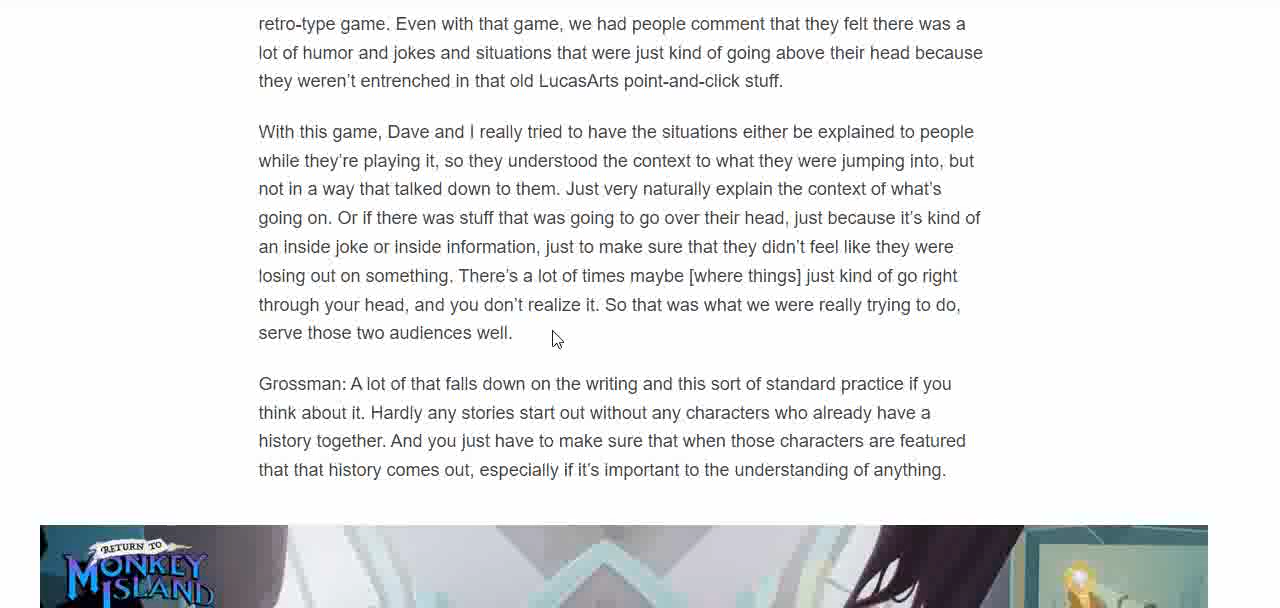 retro-type game. Even with that game, we had people comment that they felt there was a
lot of humor and jokes and situations that were just kind of going above their head because
they weren’t entrenched in that old LucasArts point-and-click stuff.
With this game, Dave and I really tried to have the situations either be explained to people
while they’re playing it, so they understood the context to what they were jumping into, but
not in a way that talked down to them. Just very naturally explain the context of what’s
going on. Or if there was stuff that was going to go over their head, just because it’s kind of
an inside joke or inside information, just to make sure that they didn’t feel like they were
losing out on something. There’s a lot of times maybe [where things] just kind of go right
through your head, and you don’t realize it. So that was what we were really trying to do,
serve those two audiences well.
Grossman: A lot of that falls down on the writing and this sort of standard practice if you
think about it. Hardly any stories start out without any characters who already have a
history together. And you just have to make sure that when those characters are featured
that that history comes out, especially if it’s important to the understanding of anything.
RETURN TO
MONKEY
ISLAND